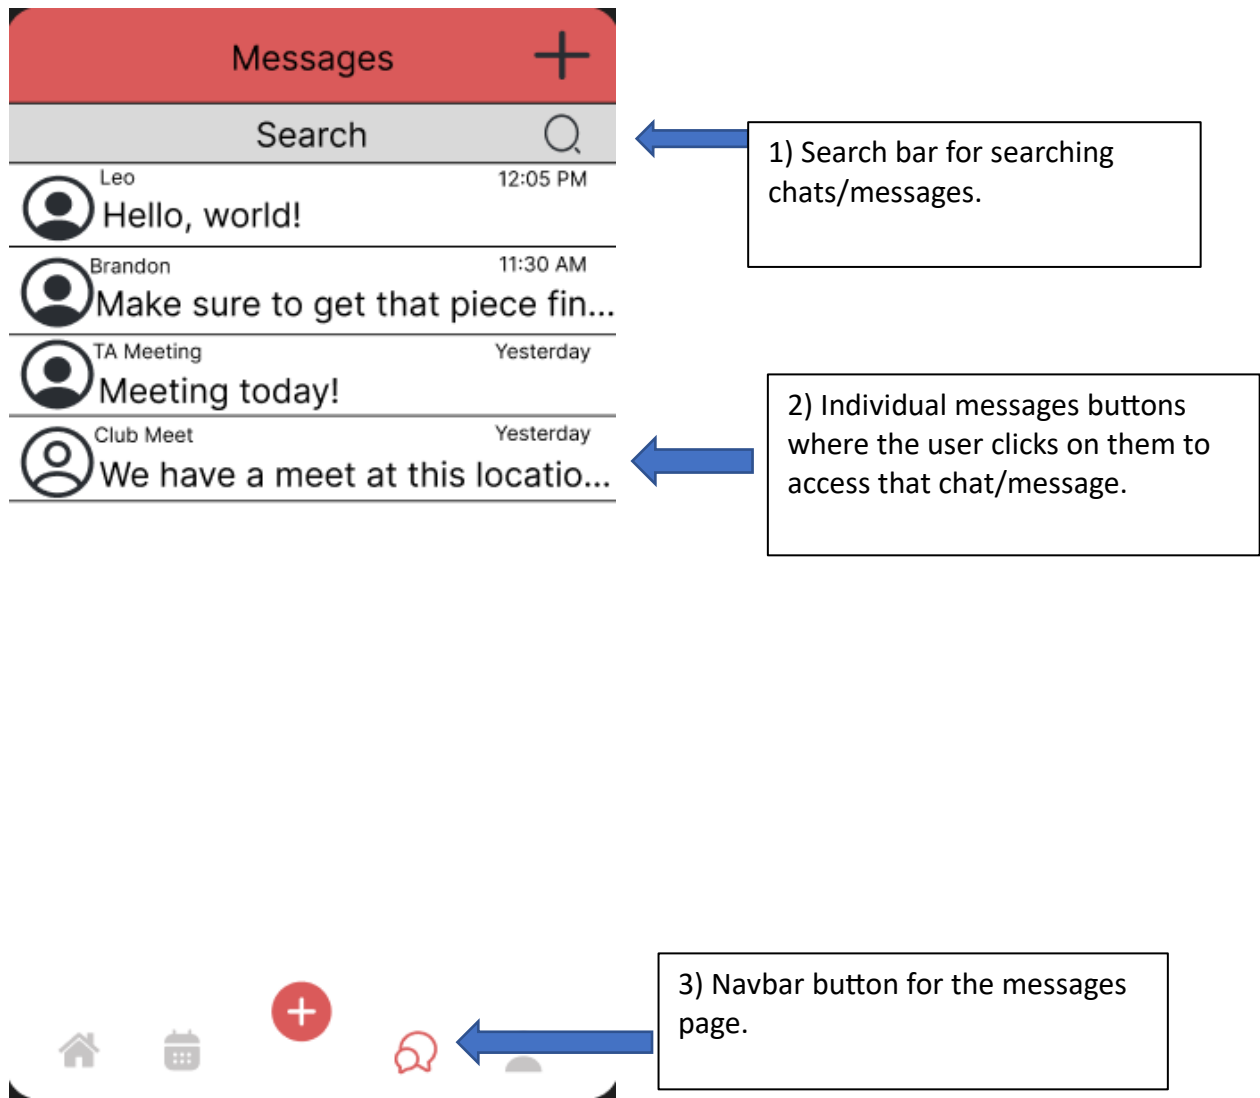 Messages
Search
Leo
12:05 PM
Hello, world!
Brandon
11:30 AM
Make sure to get that piece fin...
TA Meeting
Yesterday
Meeting today!
Club Meet
Yesterday
We have a meet at this locatio...
1) Search bar for searching
chats/messages.
2) Individual messages buttons
where the user clicks on them to
access that chat/message.
3) Navbar button for the messages
page.